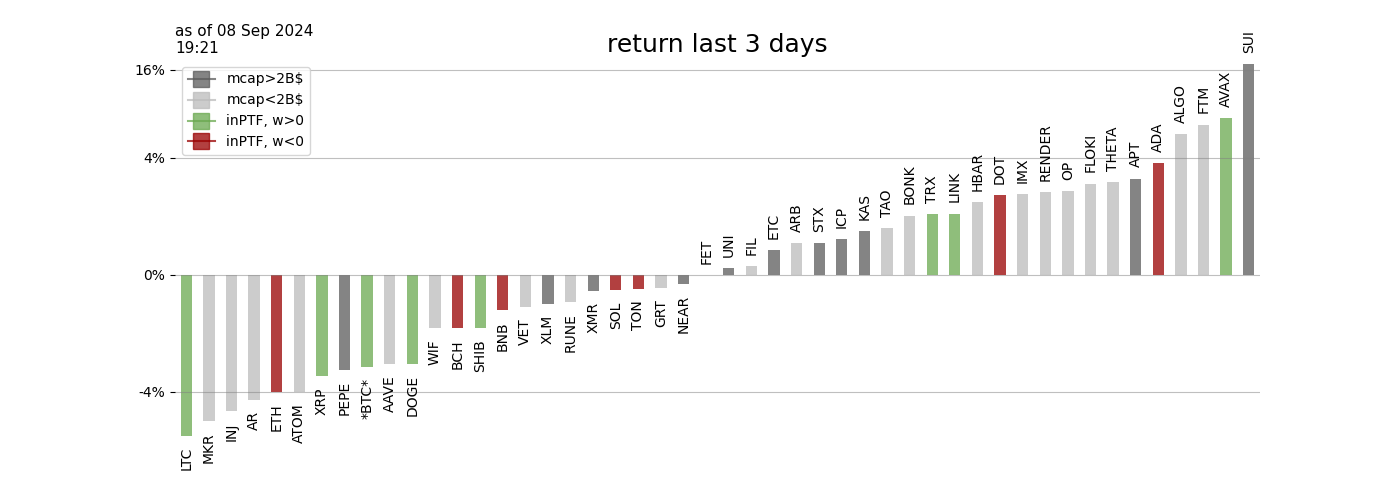 as of 08 Sep 2024
19:21
return last 3 days
16%
4%
0%
-4%
mcap>2B$
mcap<2B$
inPTF, w>0
inPTF, w<0
LTC
MKR
INJ
AR
ETH
ATOM
XRP
PEPE
*BTC*
AAVE
DOGE
WIF
BCH
SHIB
BNB
VET
XLM
RUNE
XMR
SOL
TON
GRT
NEAR
FET
UNI
FIL
ETC
ARB
STX
ICP
KAS
TAO
BONK
TRX
LINK
HBAR
DOT
IMX
RENDER
OP
FLOKI
THETA
APT
ADA
ALGO
FTM
AVAX
SUI